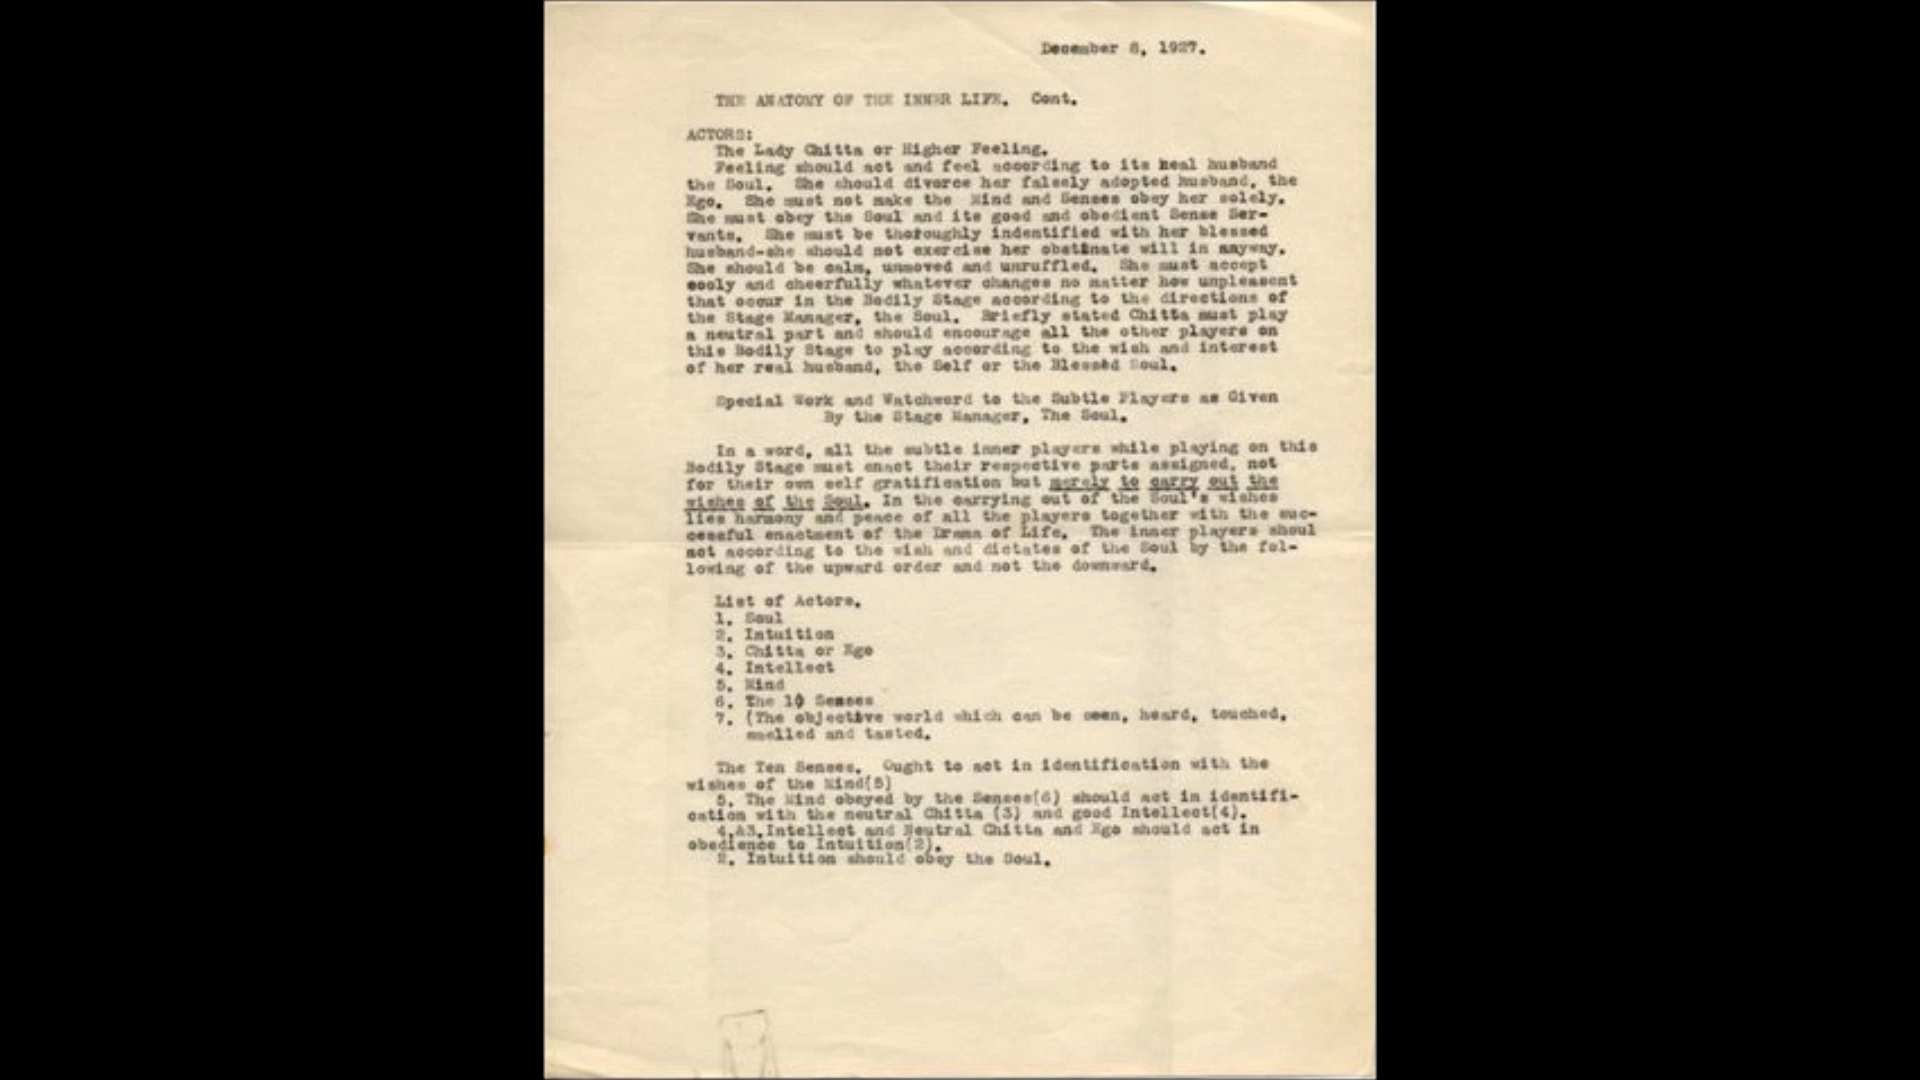 December 8, 1927.
THE ANATOMY OF THE INNER LIFE. Cont.
ACTORS:
The Lady Chitta or Higher Feeling.
Feeling should act and feel according to its heal husband
the Soul. She should divorce her falsely adopted husband, the
Ego. She must not make the Mind and Senses obey her solely.
She must obey the Soul and its good and obedient Sense Ser-
vants. She must be thoroughly indentified with her blessed
husband-she should not exercise her obstinate will in anyway.
She should be calm, unmoved and unruffled. She must accept
cooly and cheerfully whatever changes no matter how unpleasent
that occur in the Bodily Stage according to the directions of
the Stage Manager, the Soul. Briefly stated Chitta must play
a neutral part and should encourage all the other players on
this Bodily Stage to play according to the wish and interest
of her real husband, the Self or the Blessed Soul.
Special Work and Watchword to the Subtle Players as Given
By the Stage Manager, The Soul.
In a word, all the subtle inner players while playing on this
Bodily Stage must enact their respective parts assigned, not
for their own self gratification but merely to carry out the
wishes of the Soul. In the carrying out of the Soul's wishes
lies harmony and peace of all the players together with the suc-
cessful enactment of the Drama of Life. The inner players shoul
act according to the wish and dictates of the Soul by the fol-
lowing of the upward order and not the downward.
List of Actors.
1. Soul
2. Intuition
3. Chitta or Ego
4. Intellect
5. Mind
6. The 10 Senses
7. (The objective world which can be seen, heard, touched,
smelled and tasted.
The Ten Senses. Ought to act in identification with the
wishes of the Mind(5)
5. The Mind obeyed by the Senses(6) should act in identifi-
cation with the neutral Chitta (3) and good Intellect(4).
4.&3.Intellect and Neutral Chitta and Ego should act in
obedience to Intuition(2).
2. Intuition should obey the Soul.